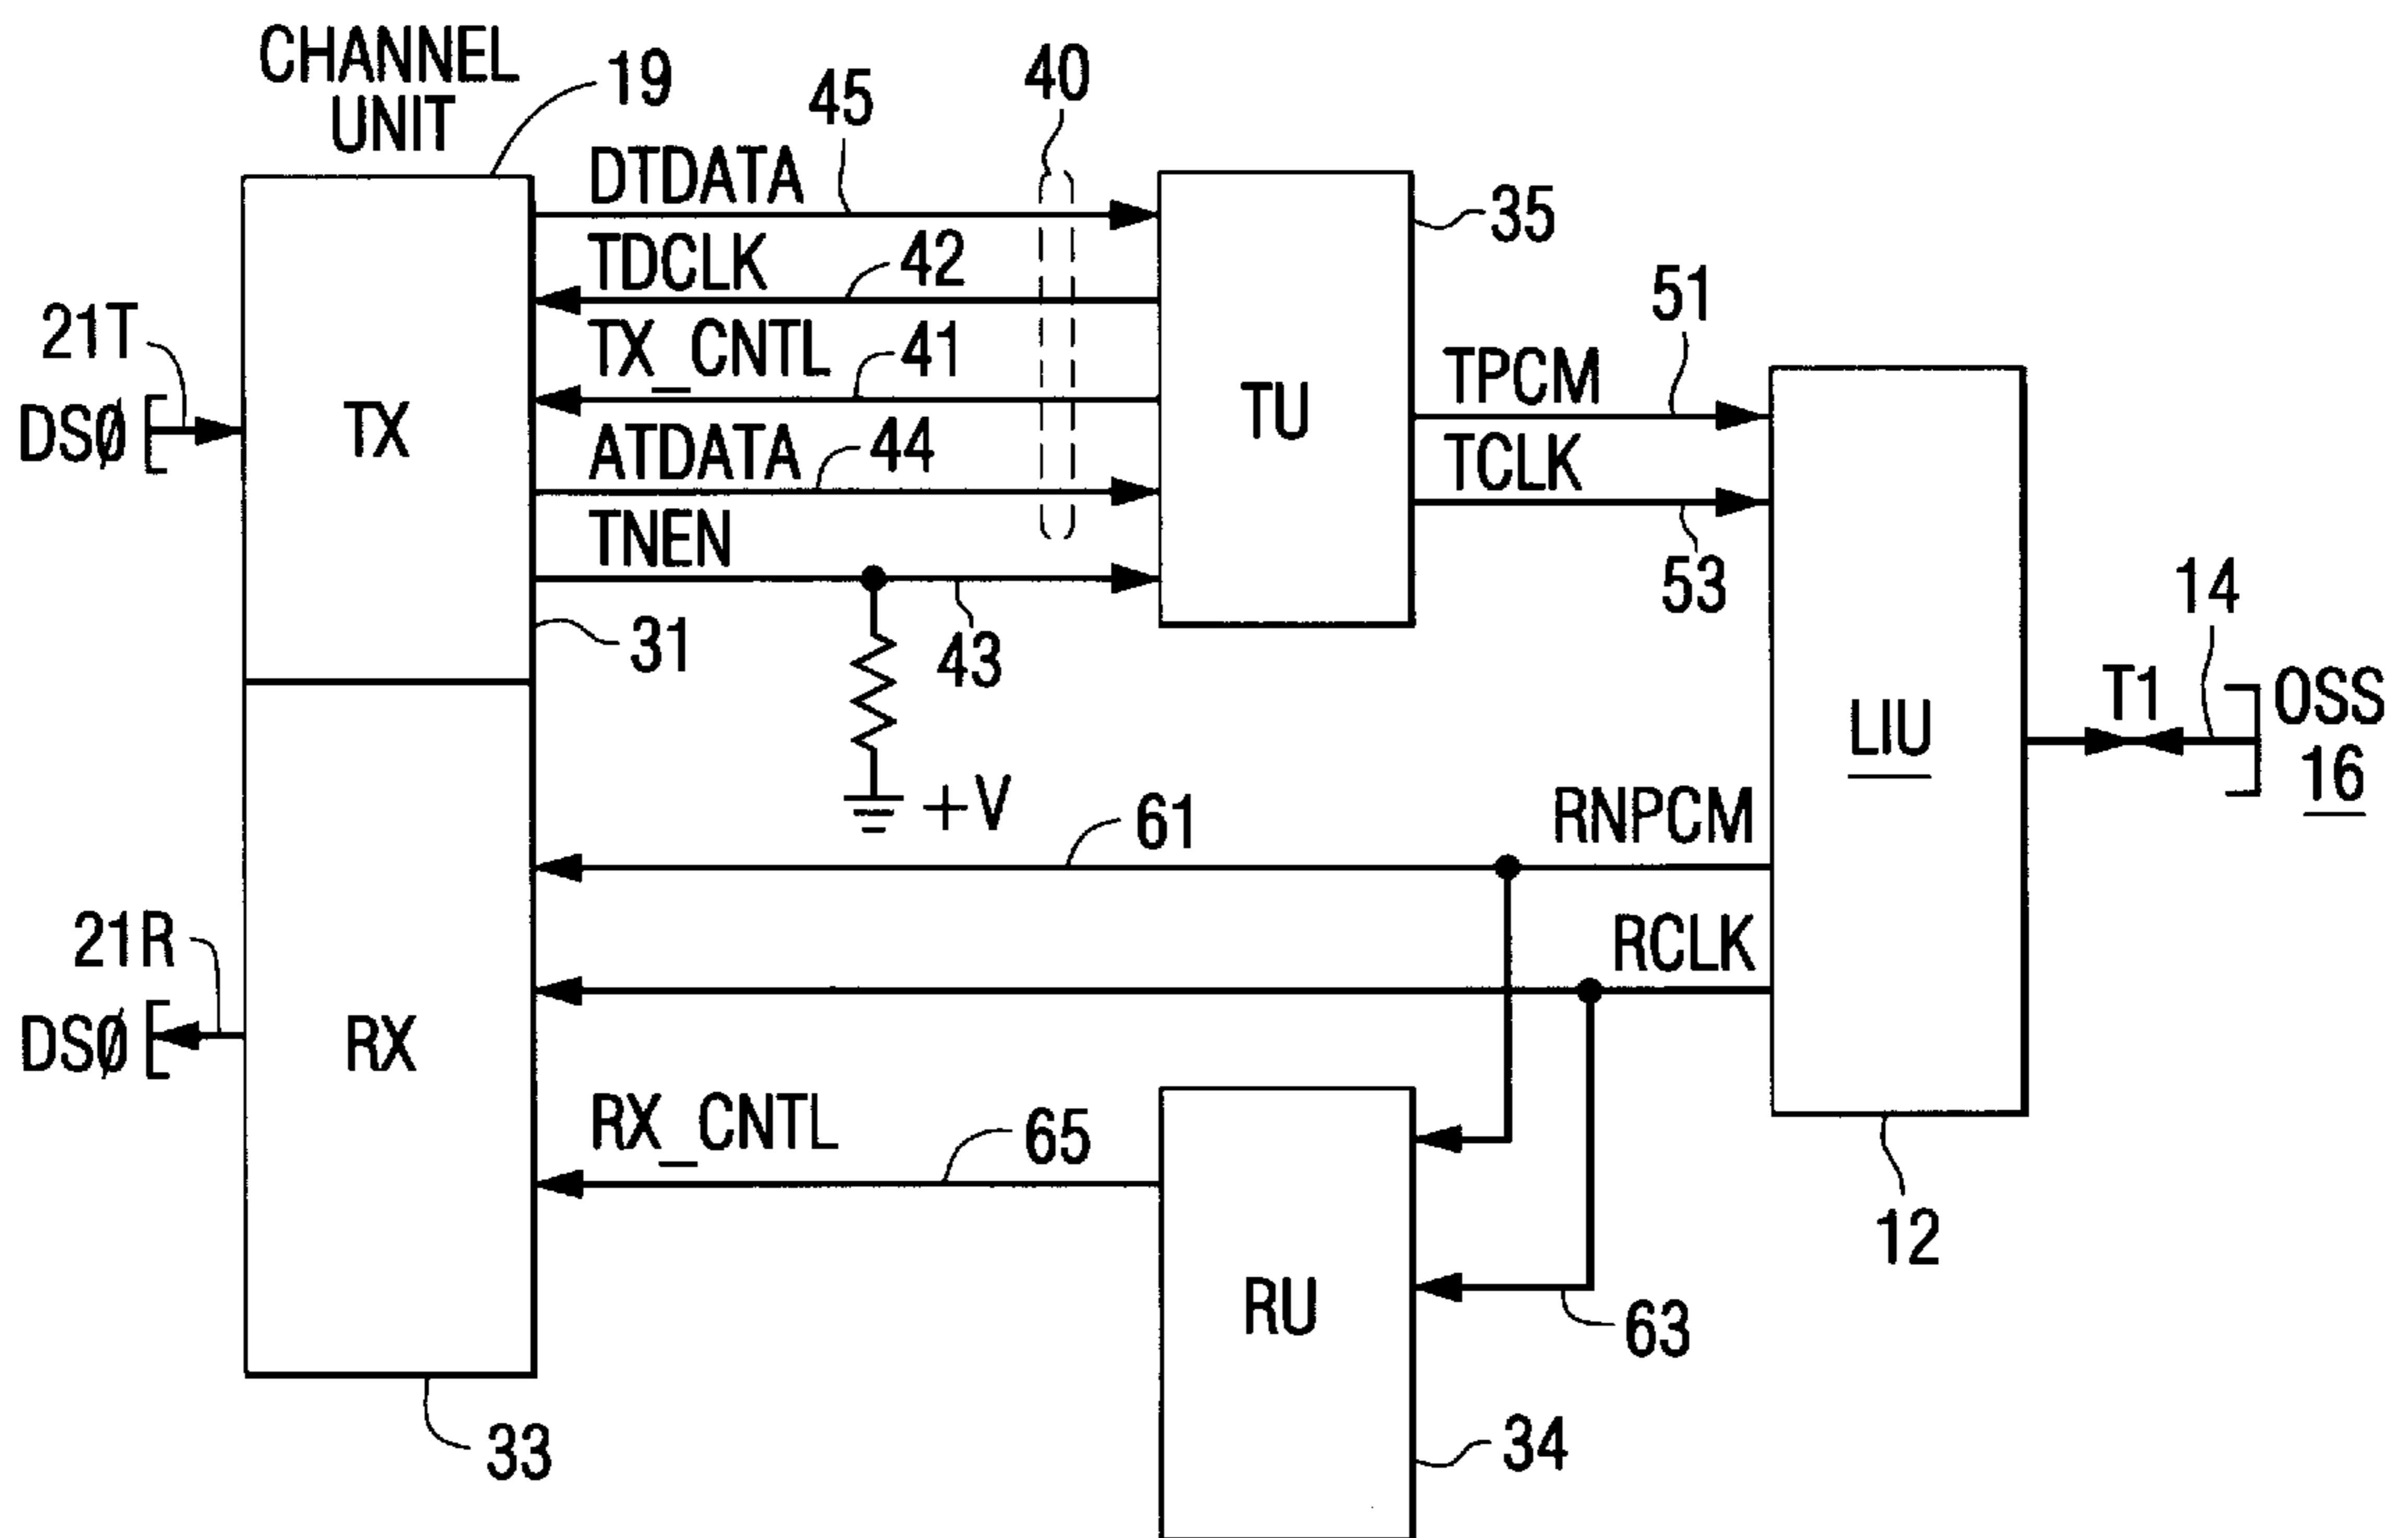 CHANNEL
UNIT
19
45
40
DTDATA
35
TDCLK
42
21T
TX_CNTL
41
51
TPCM
DSØ
TX
TU
ATDATA
44
TCLK
TNEN
53
14
31
43
T1
OSS
16
LIU
+V
61
RNPCM
21R
RCLK
DSØ
RX
RX_CNTL
65
12
RU
63
33
34